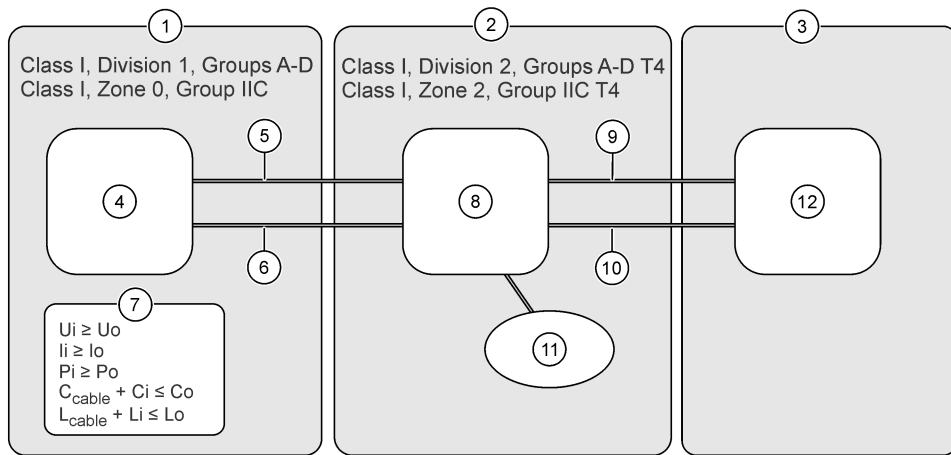 1
2
3
Class I, Division 1, Groups A-D
Class I, Zone 0, Group IIC
Class I, Division 2, Groups A-D T4
Class I, Zone 2, Group IIC T4
5
9
4
8
12
6
10
7
Ui ≥ Uo
Ii ≥ Io
Pi ≥ Po
Ccable + Ci ≤ Co
Lcable + Li ≤ Lo
11